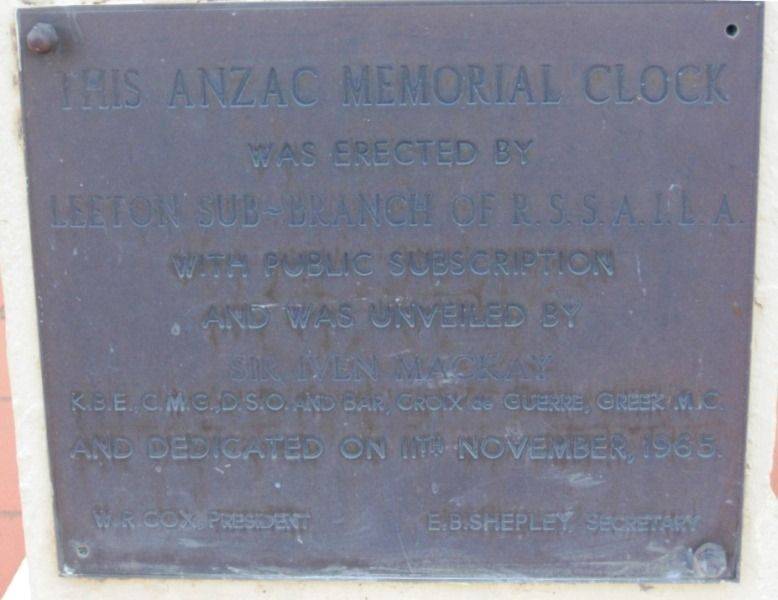 THIS ANZAC MEMORIAL CLOCK
WAS ERECTED BY
LEETON SUB~BRANCH OF R.S.S.A.I.L.A.
WITH PUBLIC SUBSCRIPTION
AND WAS UNVEILED BY
SIR IVEN MACKAY
K.B.E., C.M.G., D.S.O. AND BAR, CROIX de GUERRE, GREEK M.C.
AND DEDICATED ON 11TH NOVEMBER, 1965.
W.R. COX, PRESIDENT E.B. SHEPLEY, SECRETARY